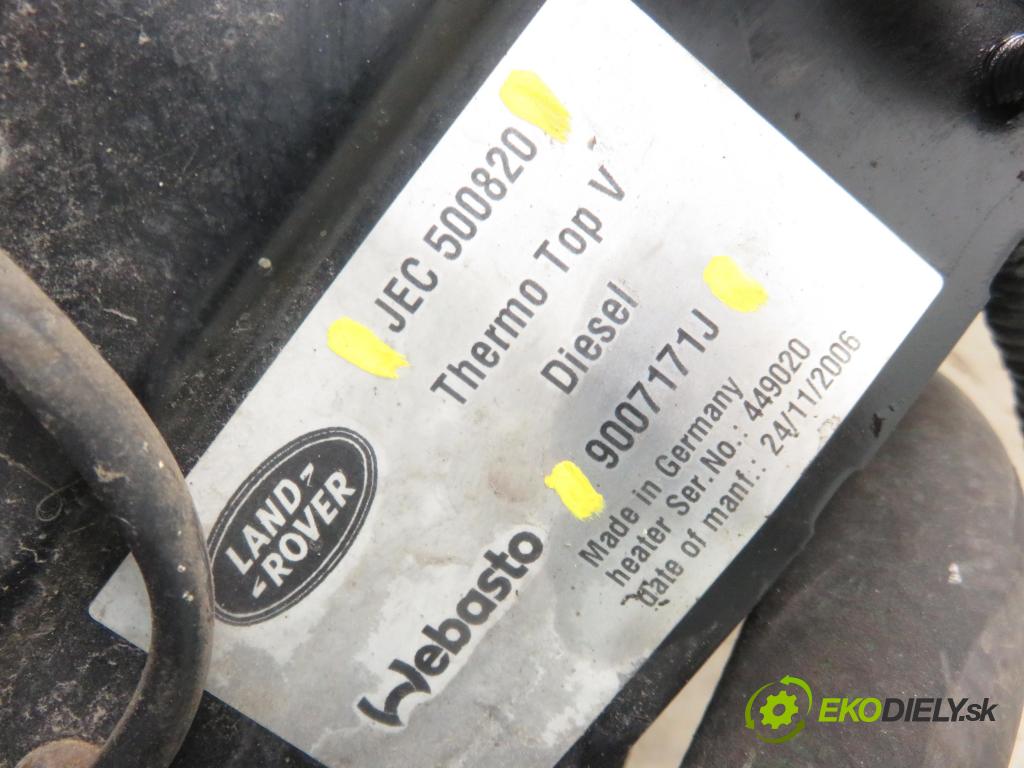 LAND
ROVER
JEC 500820
Thermo Top V
Diesel
Webasto
9007171J
Made in Germany
heater Ser.No.: 449020
Date of manf.: 24/11/2006
EKODIELY.sk